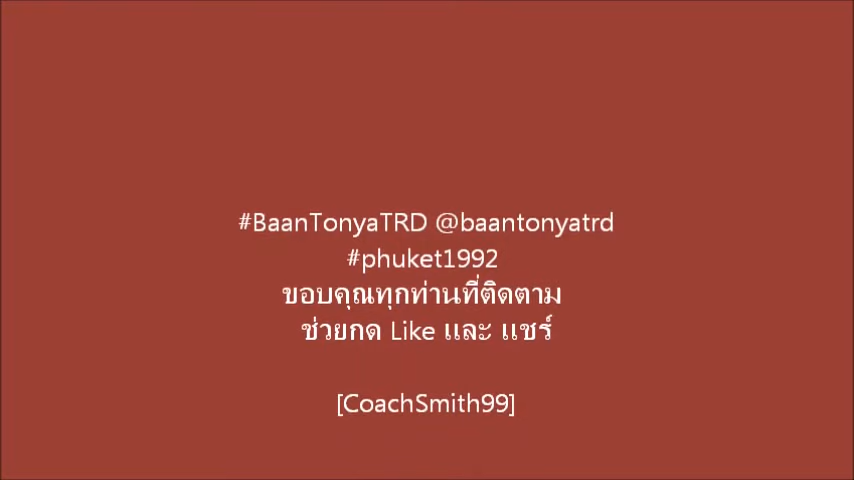 #BaanTonyaTRD @baantonyatrd
#phuket1992
ขอบคุณทุกท่านที่ติดตาม
ช่วยกด Like และ แชร์
[CoachSmith99]